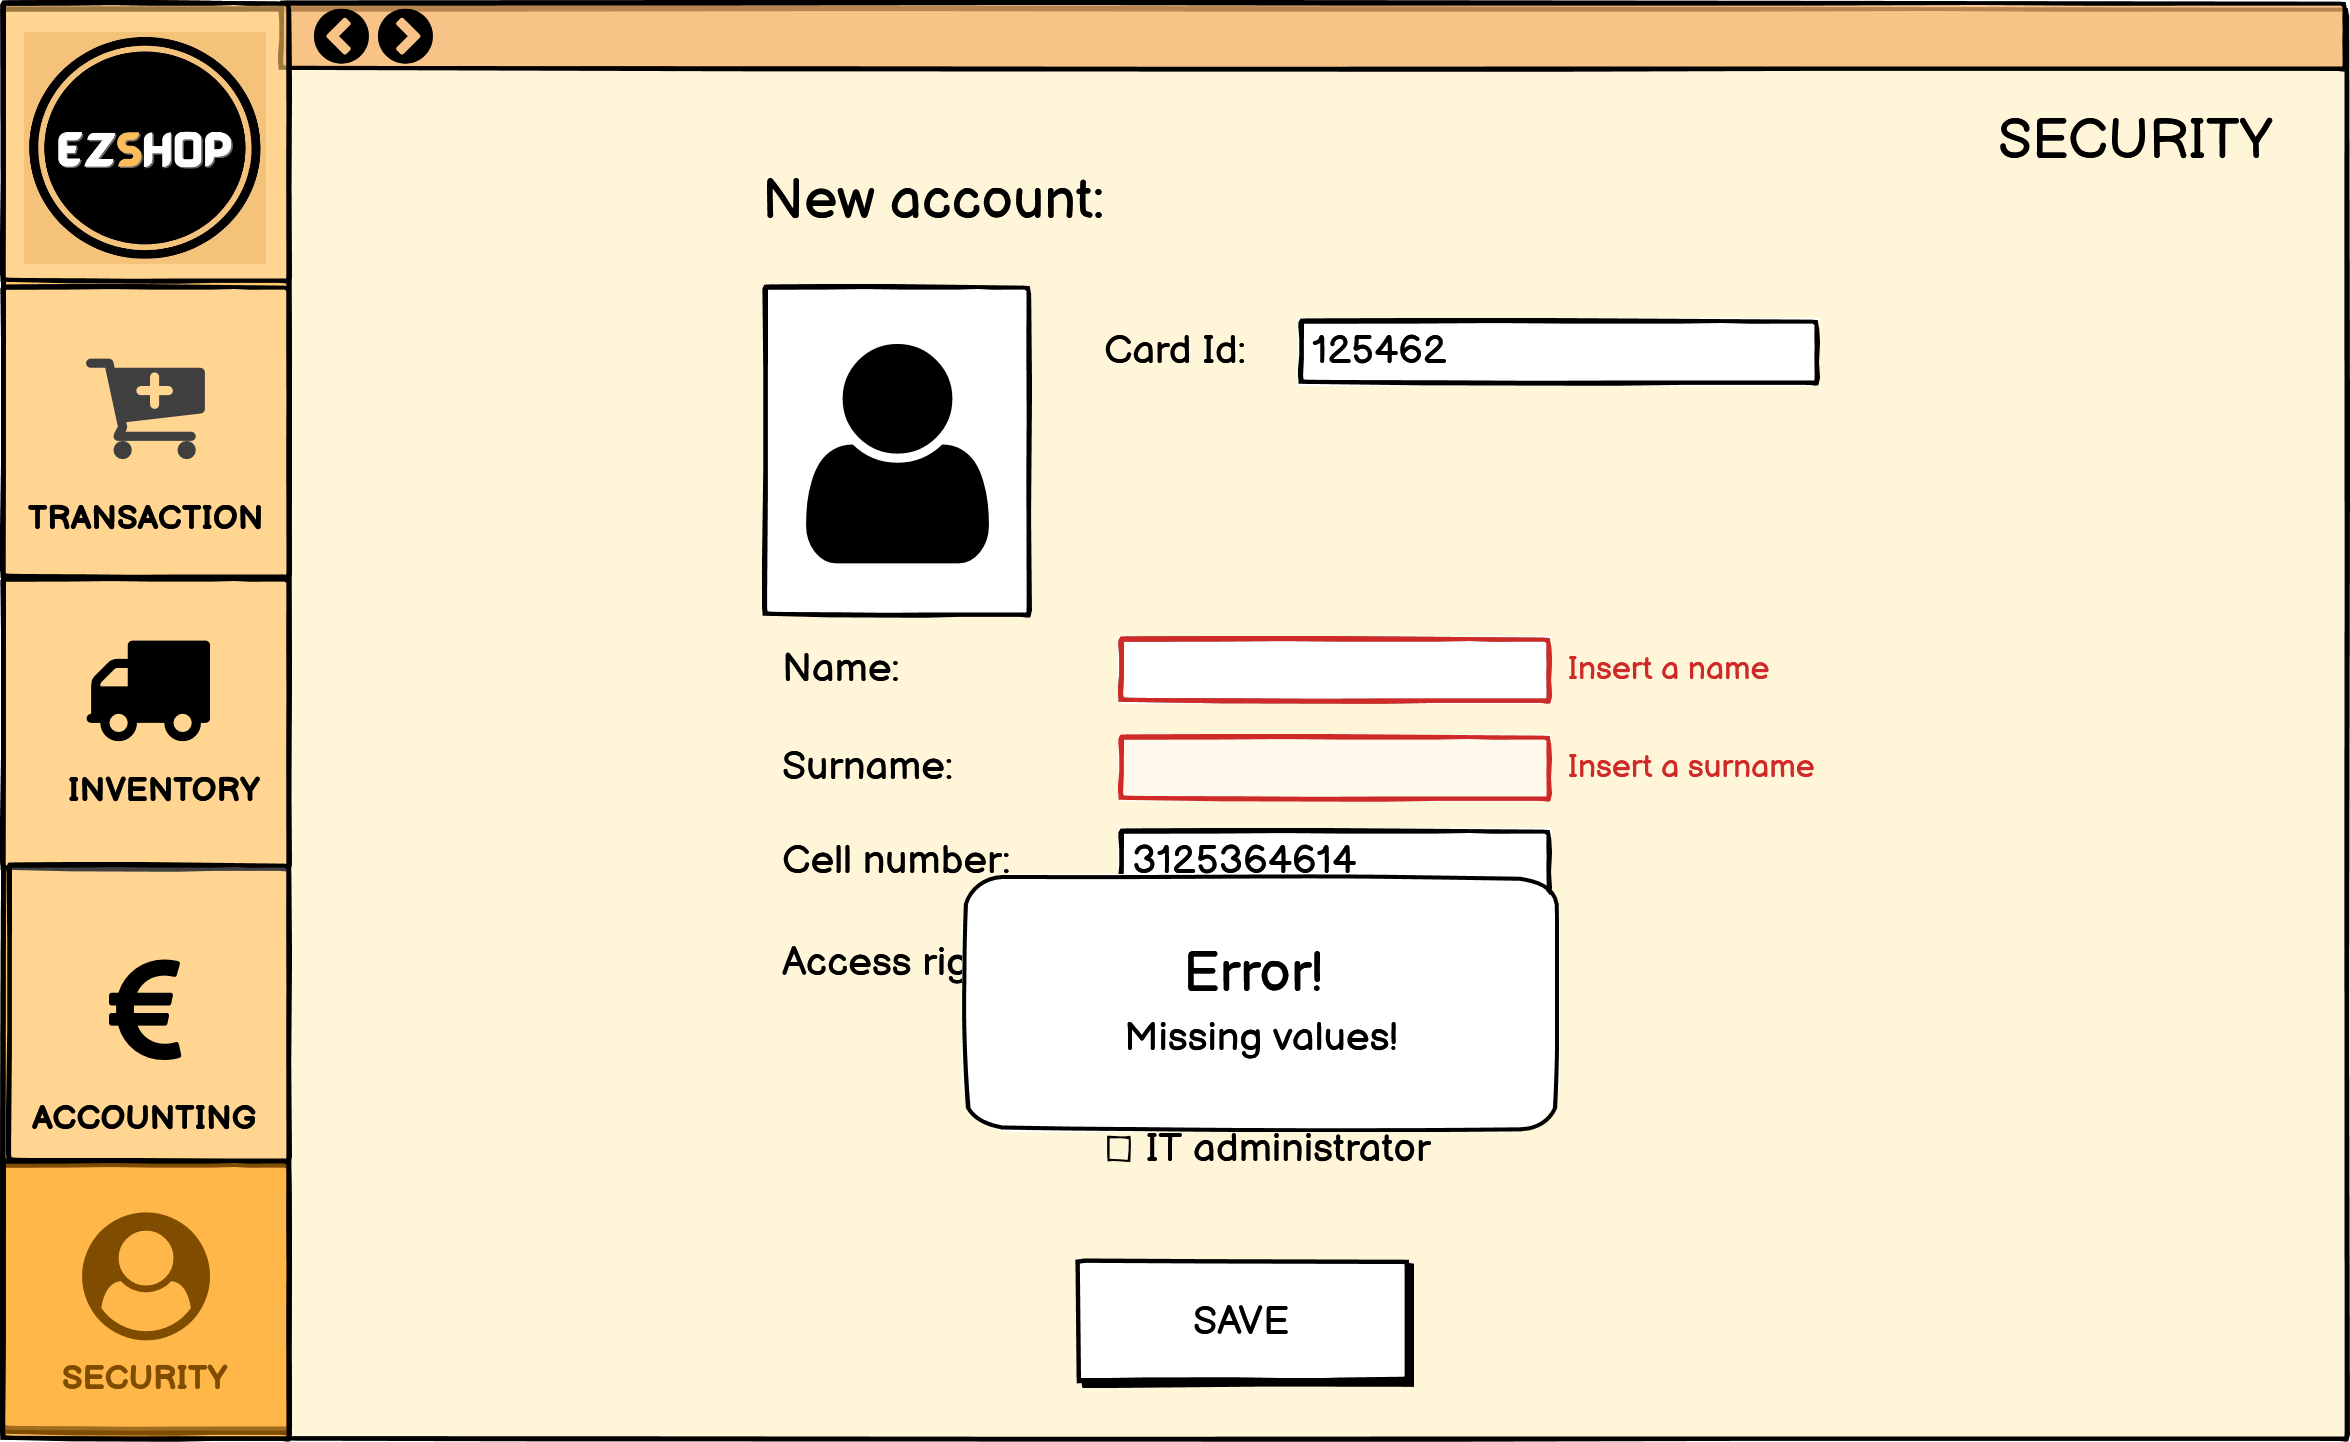 EZSHOP
SECURITY
New account:
Card Id: 125462
TRANSACTION
Name: Insert a name
Surname: Insert a surname
INVENTORY
Cell number: 3125364614
Access
Error!
Missing values!
ACCOUNTING
IT administrator
SAVE
SECURITY